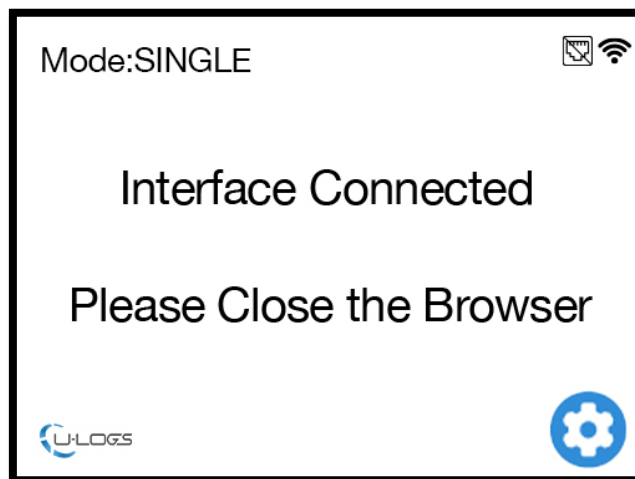 Mode:SINGLE
Interface Connected
Please Close the Browser
U-LOGS